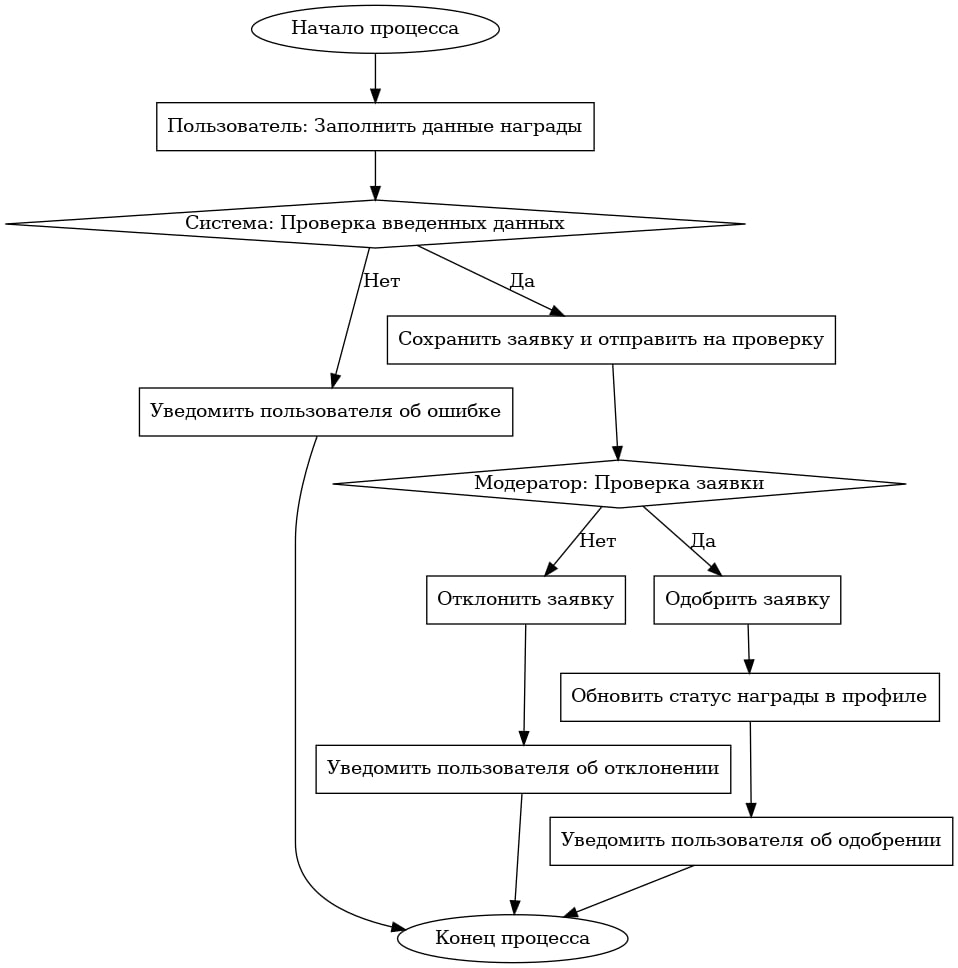 Начало процесса
Пользователь: Заполнить данные награды
Система: Проверка введенных данных
Нет
Да
Сохранить заявку и отправить на проверку
Уведомить пользователя об ошибке
Модератор: Проверка заявки
Нет
Да
Отклонить заявку
Одобрить заявку
Обновить статус награды в профиле
Уведомить пользователя об отклонении
Уведомить пользователя об одобрении
Конец процесса